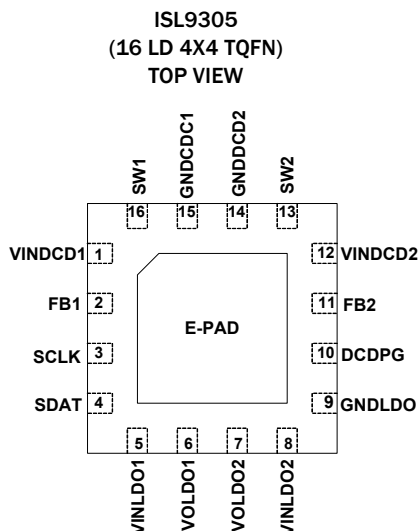 ISL9305
(16 LD 4X4 TQFN)
TOP VIEW
SW1
GNDCDC1
GNDDCD2
SW2
16
15
14
13
VINDCD1
1
12
VINDCD2
FB1
2
11
FB2
E-PAD
SCLK
3
10
DCDPG
SDAT
4
9
GNDLDO
5
6
7
8
VINLDO1
VOLDO1
VOLDO2
VINLDO2